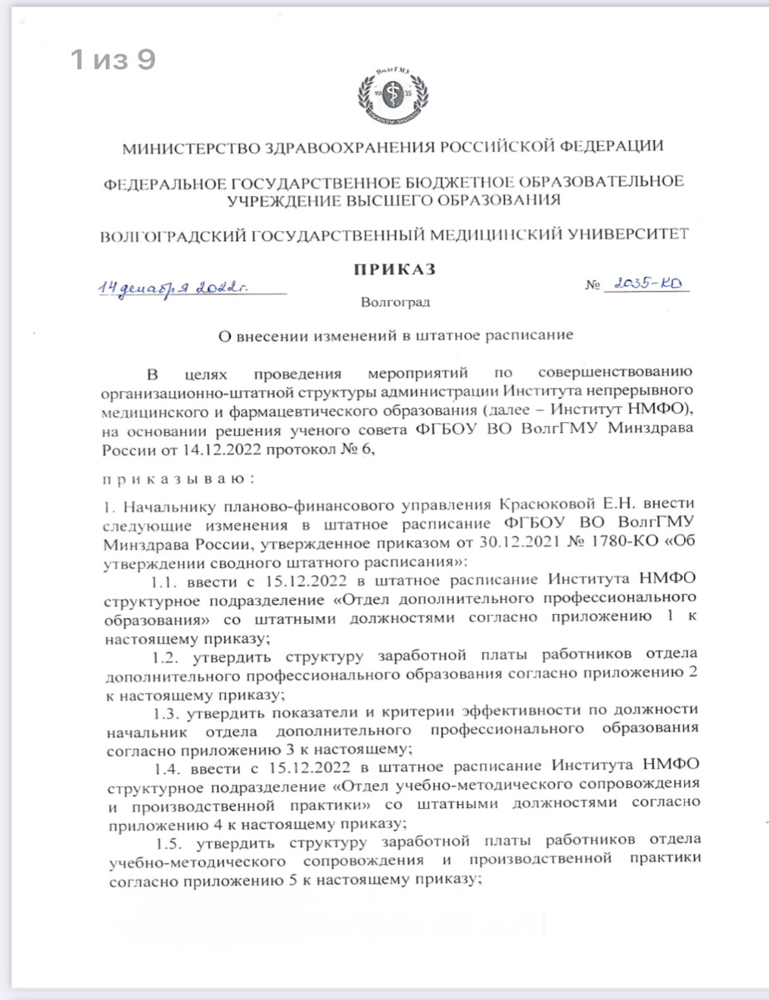 1 из 9
ВолгГМУ
1935
МИНИСТЕРСТВО ЗДРАВООХРАНЕНИЯ РОССИЙСКОЙ ФЕДЕРАЦИИ
ФЕДЕРАЛЬНОЕ ГОСУДАРСТВЕННОЕ БЮДЖЕТНОЕ ОБРАЗОВАТЕЛЬНОЕ
УЧРЕЖДЕНИЕ ВЫСШЕГО ОБРАЗОВАНИЯ
ВОЛГОГРАДСКИЙ ГОСУДАРСТВЕННЫЙ МЕДИЦИНСКИЙ УНИВЕРСИТЕТ
ПРИКАЗ
14 декабря 2022г. № 2035-КО
Волгоград
О внесении изменений в штатное расписание
В целях проведения мероприятий по совершенствованию
организационно-штатной структуры администрации Института непрерывного
медицинского и фармацевтического образования (далее – Институт НМФО),
на основании решения ученого совета ФГБОУ ВО ВолгГМУ Минздрава
России от 14.12.2022 протокол № 6,
п р и к а з ы в а ю :
1. Начальнику планово-финансового управления Красюковой Е.Н. внести
следующие изменения в штатное расписание ФГБОУ ВО ВолгГМУ
Минздрава России, утвержденное приказом от 30.12.2021 № 1780-КО «Об
утверждении сводного штатного расписания»:
1.1. ввести с 15.12.2022 в штатное расписание Института НМФО
структурное подразделение «Отдел дополнительного профессионального
образования» со штатными должностями согласно приложению 1 к
настоящему приказу;
1.2. утвердить структуру заработной платы работников отдела
дополнительного профессионального образования согласно приложению 2
к настоящему приказу;
1.3. утвердить показатели и критерии эффективности по должности
начальник отдела дополнительного профессионального образования
согласно приложению 3 к настоящему;
1.4. ввести с 15.12.2022 в штатное расписание Института НМФО
структурное подразделение «Отдел учебно-методического сопровождения
и производственной практики» со штатными должностями согласно
приложению 4 к настоящему приказу;
1.5. утвердить структуру заработной платы работников отдела
учебно-методического сопровождения и производственной практики
согласно приложению 5 к настоящему приказу;